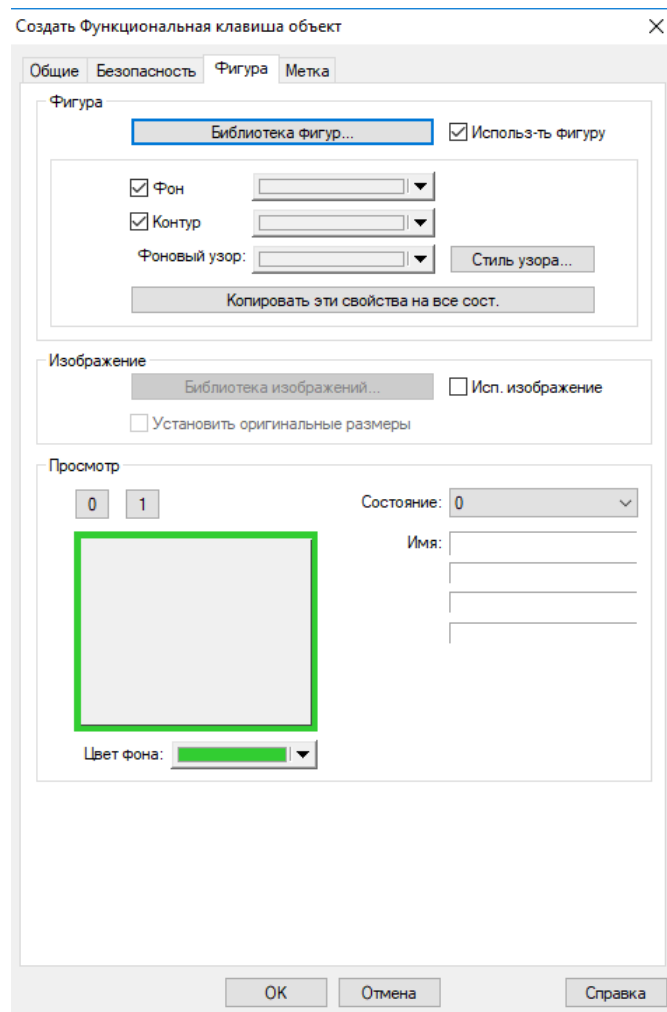 Создать Функциональная клавиша объект
Общие Безопасность Фигура Метка
Фигура
Библиотека фигур... Использ-ть фигуру
Фон
Контур
Фоновый узор: Стиль узора...
Копировать эти свойства на все сост.
Изображение
Библиотека изображений... Исп. изображение
Установить оригинальные размеры
Просмотр
0 1 Состояние: 0
Имя:
Цвет фона:
OK Отмена Справка